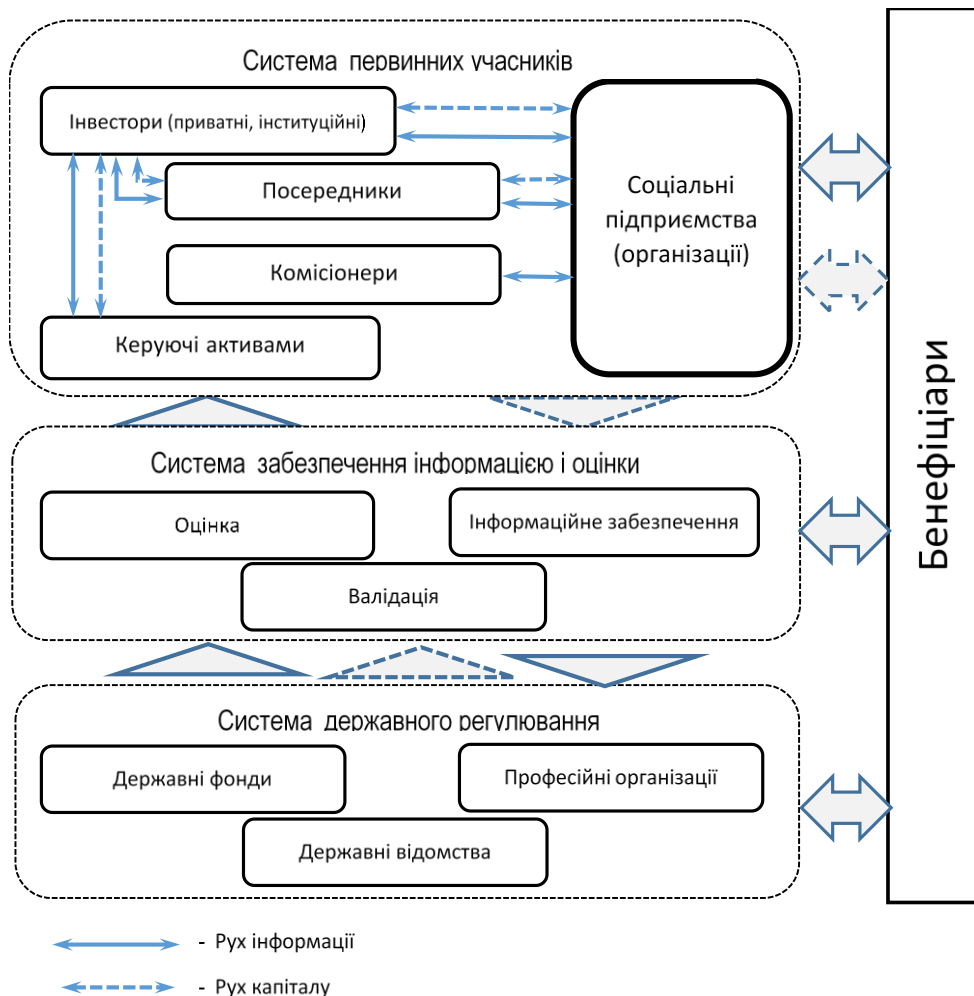 Система первинних учасників
Інвестори (приватні, інституційні)
Посередники
Комісіонери
Керуючі активами
Соціальні
підприємства
(організації)
Система забезпечення інформацією і оцінки
Оцінка
Інформаційне забезпечення
Валідація
Система державного регулювання
Державні фонди
Професійні організації
Державні відомства
Бенефіціари
- Рух інформації
- Рух капіталу